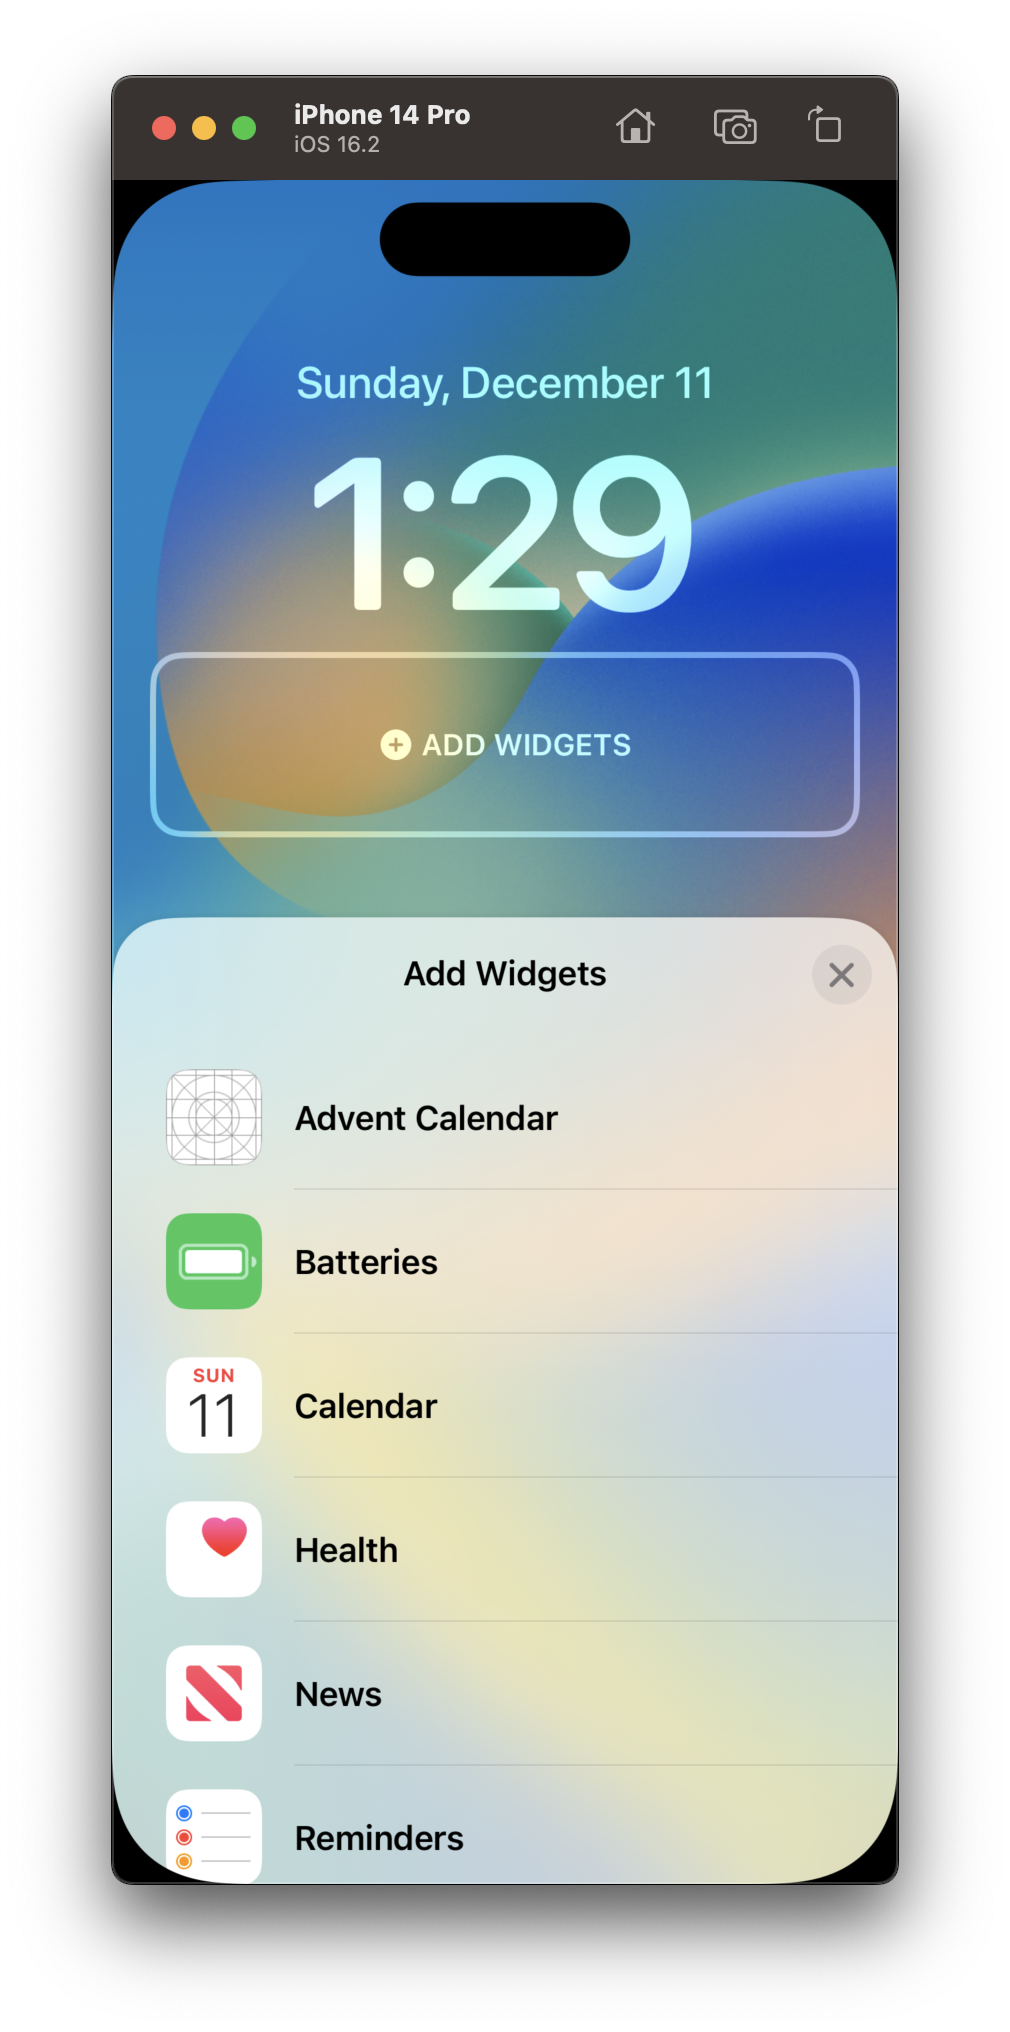 iPhone 14 Pro
iOS 16.2
Sunday, December 11
1:29
ADD WIDGETS
Add Widgets
Advent Calendar
Batteries
SUN
11
Calendar
Health
News
Reminders